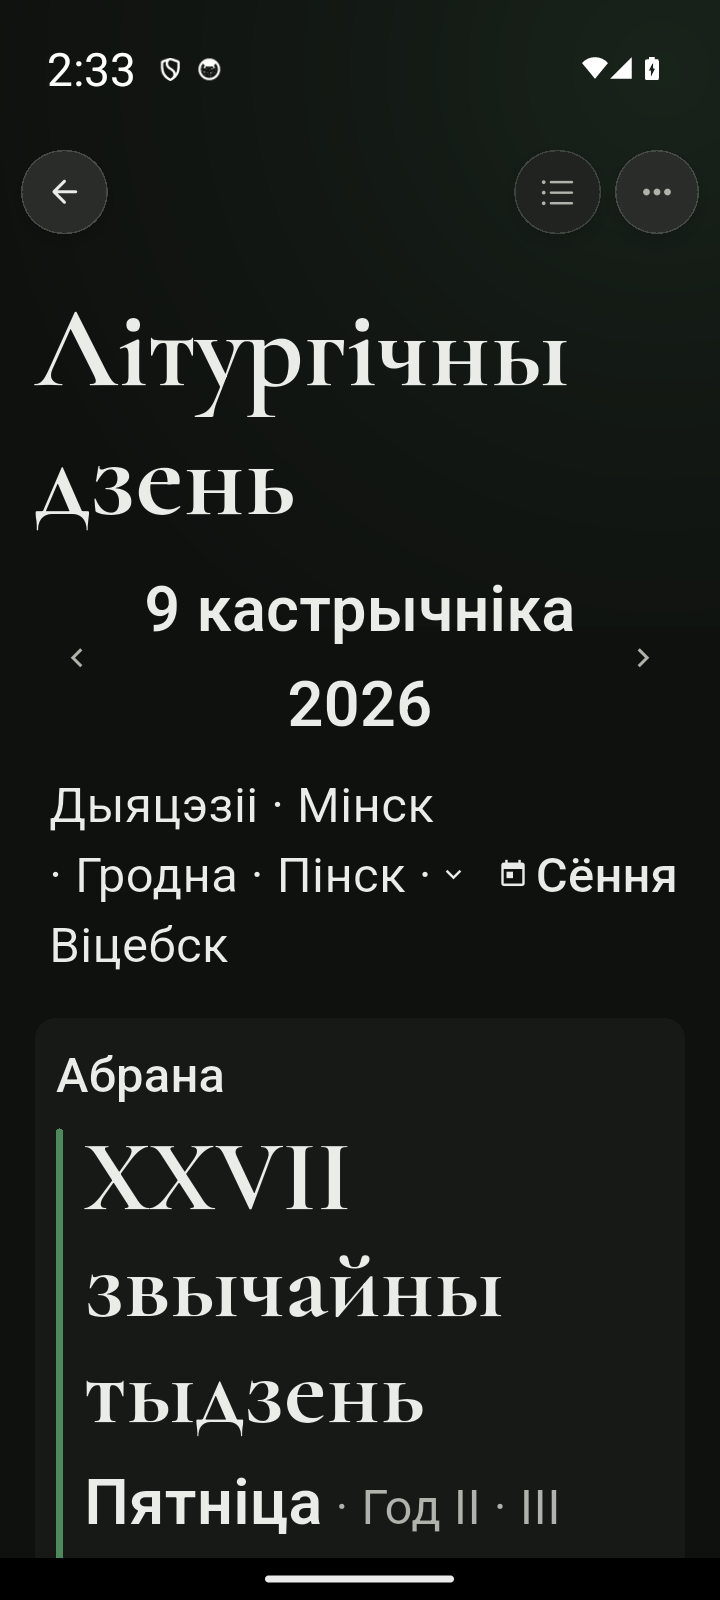 2:33
Літургічны
дзень
9 кастрычніка
2026
Дыяцэзіі · Мінск
· Гродна · Пінск ·
Віцебск
Сёння
Абрана
XXVII
звычайны
тыдзень
Пятніца · Год II · III